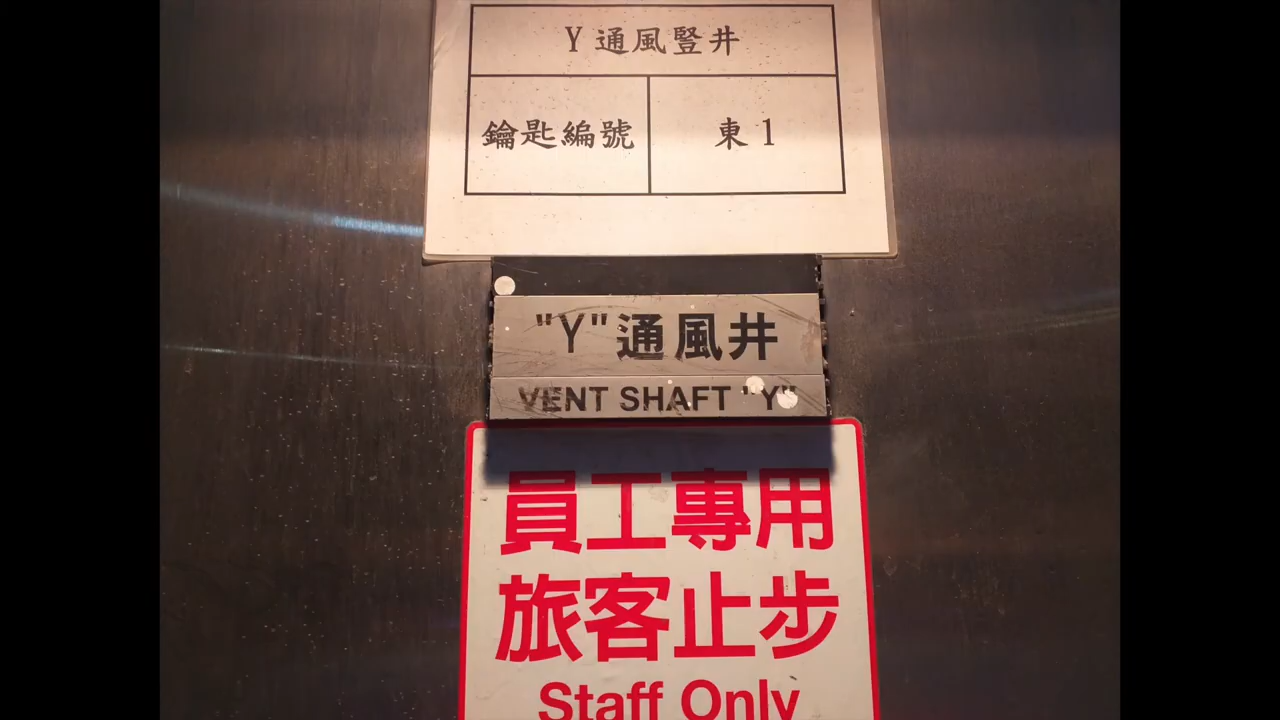 Y 通風豎井
鑰匙編號 東 1
"Y"通風井
VENT SHAFT "Y"
員工專用
旅客止步
Staff Only